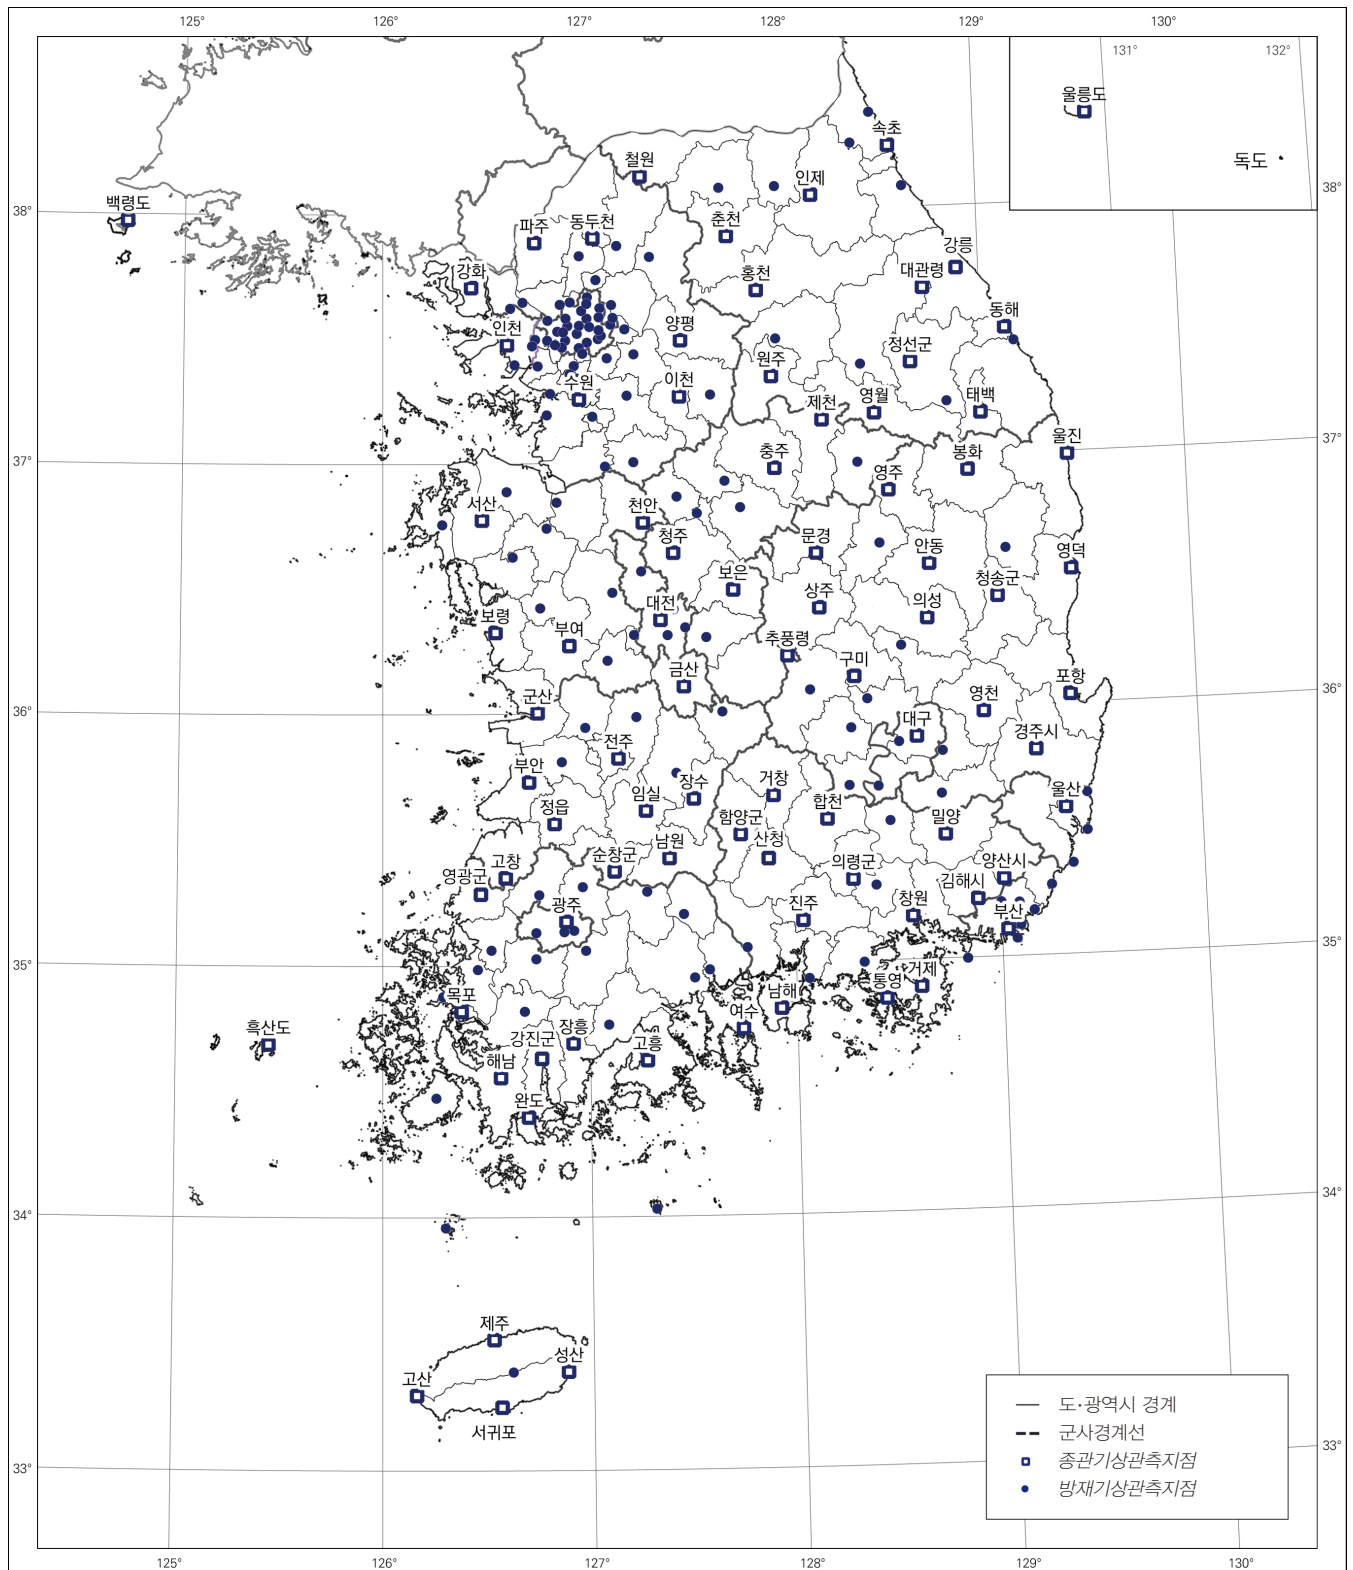 125° 126° 127° 128° 129° 130°
131° 132°
울릉도
독도
속초
철원
인제
38°
백령도
38°
파주 동두천 춘천
강릉
강화 홍천 대관령
동해
인천 양평 정선군
원주
수원 이천 제천 영월 태백
울진
37°
37°
충주 영주 봉화
서산 천안
청주 문경 안동 영덕
보은 상주 청송군
보령 부여 대전 의성
추풍령
금산 구미 포항
36°
36°
군산 영천
전주 대구 경주시
부안 임실 장수 거창 합천 울산
정읍 함양군 밀양
고창 순창군 남원 산청 의령군 양산시
영광군 김해시
광주 진주 창원 부산
35°
35°
목포 남해 통영 거제
여수
흑산도 강진군 장흥 고흥
해남
완도
34°
34°
제주
성산
고산
서귀포
33°
33°
도·광역시 경계
군사경계선
종관기상관측지점
방재기상관측지점
125° 126° 127° 128° 129° 130°